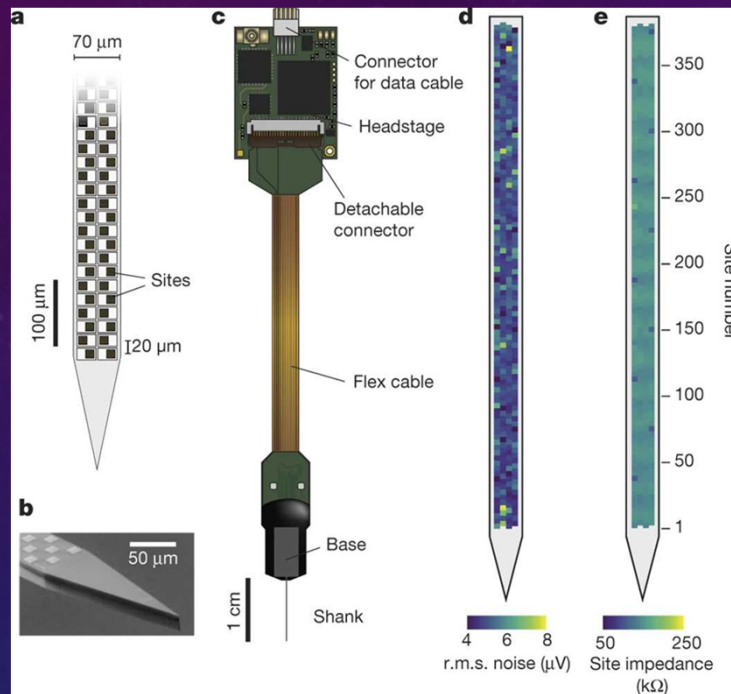 a
70 µm
100 µm
Sites
20 µm
b
50 µm
c
Connector
for data cable
Headstage
Detachable
connector
Flex cable
Base
1 cm
Shank
d
4 6 8
r.m.s. noise (µV)
e
350
300
250
200
150
100
50
1
Site number
50 250
Site impedance
(kΩ)